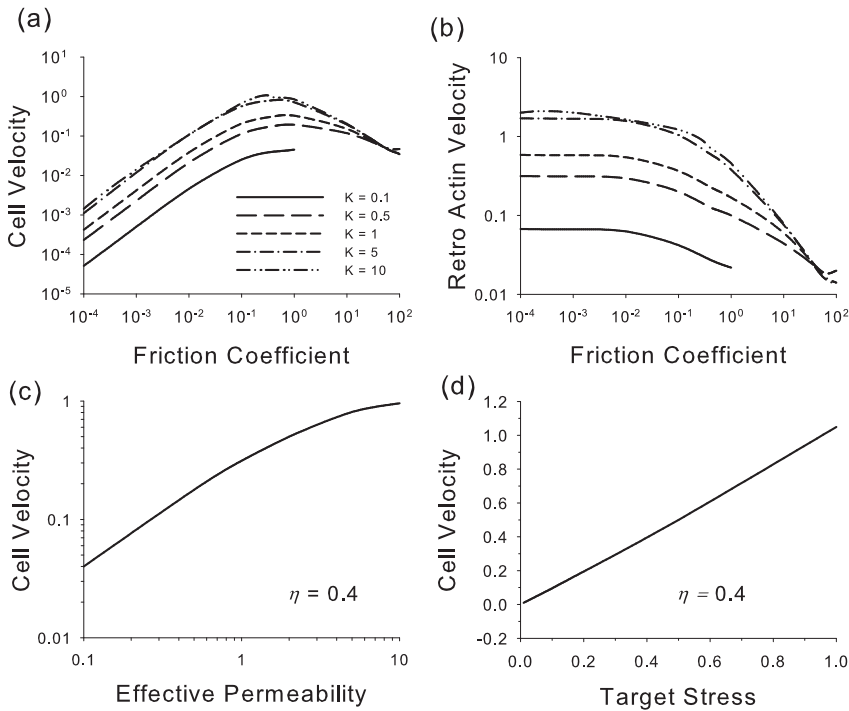 (a)
Cell Velocity
10^1
10^0
10^-1
10^-2
10^-3
10^-4
10^-5
K = 0.1
K = 0.5
K = 1
K = 5
K = 10
10^-4 10^-3 10^-2 10^-1 10^0 10^1 10^2
Friction Coefficient
(b)
Retro Actin Velocity
10
1
0.1
0.01
10^-4 10^-3 10^-2 10^-1 10^0 10^1 10^2
Friction Coefficient
(c)
Cell Velocity
1
0.1
0.01
η = 0.4
0.1 1 10
Effective Permeability
(d)
Cell Velocity
1.2
1.0
0.8
0.6
0.4
0.2
0.0
-0.2
η = 0.4
0.0 0.2 0.4 0.6 0.8 1.0
Target Stress